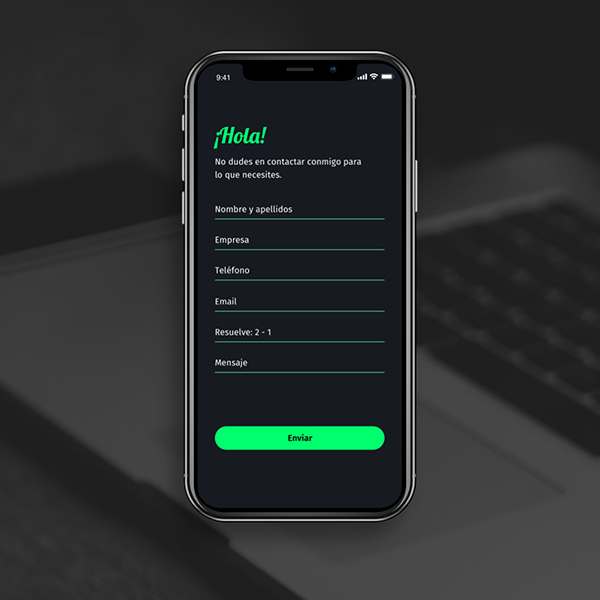 9:41
¡Hola!
No dudes en contactar conmigo para
lo que necesites.
Nombre y apellidos
Empresa
Teléfono
Email
Resuelve: 2 - 1
Mensaje
Enviar